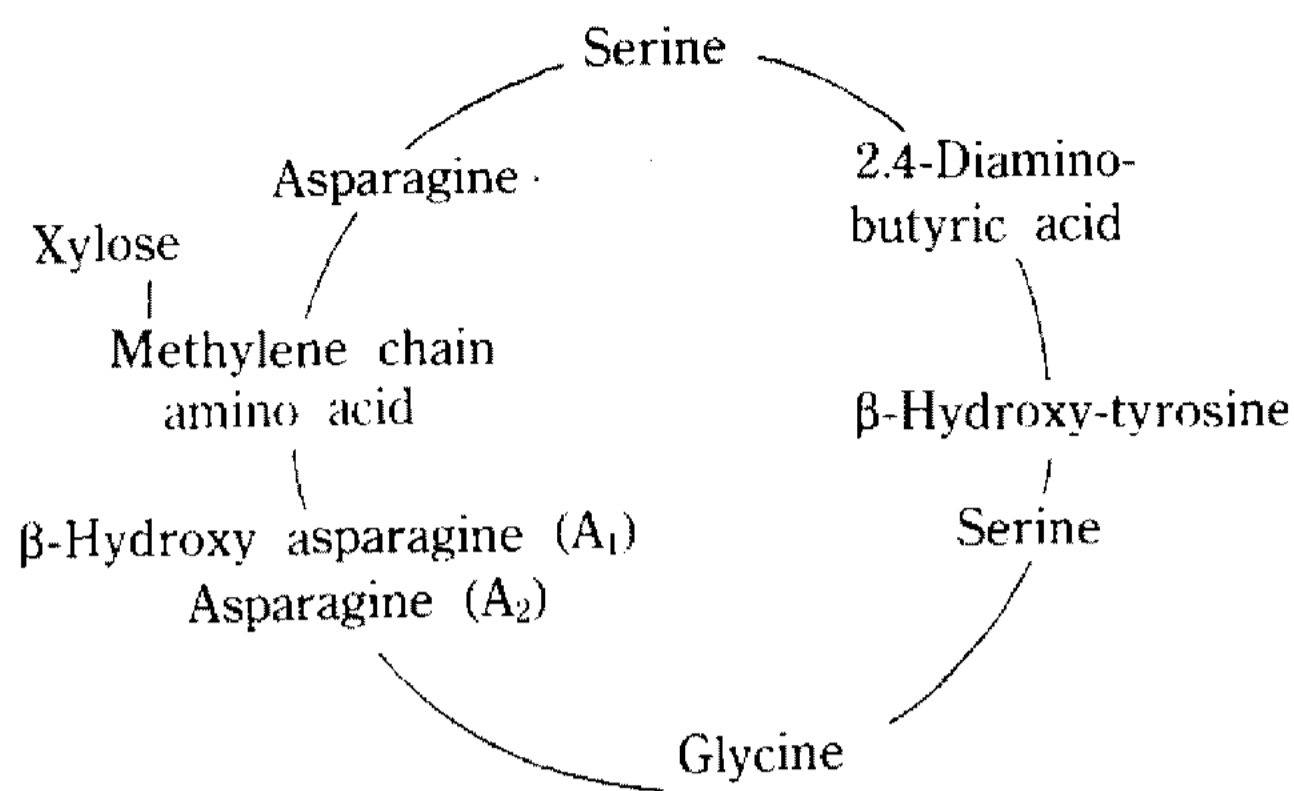 Serine
Asparagine
2.4-Diamino-
butyric acid
Xylose
Methylene chain
amino acid
β-Hydroxy-tyrosine
β-Hydroxy asparagine (A₁)
Serine
Asparagine (A₂)
Glycine